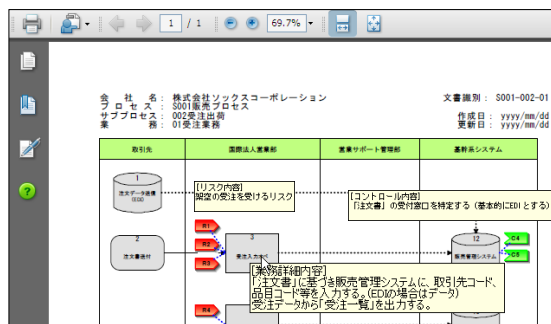 1 / 1
69.7%
会社名： 株式会社ソックスコーポレーション
文書識別： S001-002-01
プロセス： S001販売プロセス
サブプロセス： 002受注出荷
作成日： yyyy/mm/dd
業務： 01受注業務
更新日： yyyy/mm/dd
取引先
国際法人営業部
営業サポート管理部
基幹系システム
1
注文データ送信
(EDI)
[リスク内容]
架空の受注を受けるリスク
[コントロール内容]
「注文書」の受付窓口を特定する（基本的にEDIとする）
R1
R2
R3
2
注文書送付
3
受注入力
12
販売管理システム
C4
C5
[業務詳細内容]
「注文書」に基づき販売管理システムに、取引先コード、
品目コード等を入力する。(EDIの場合はデータ)
受注データから「受注一覧」を出力する。
R4